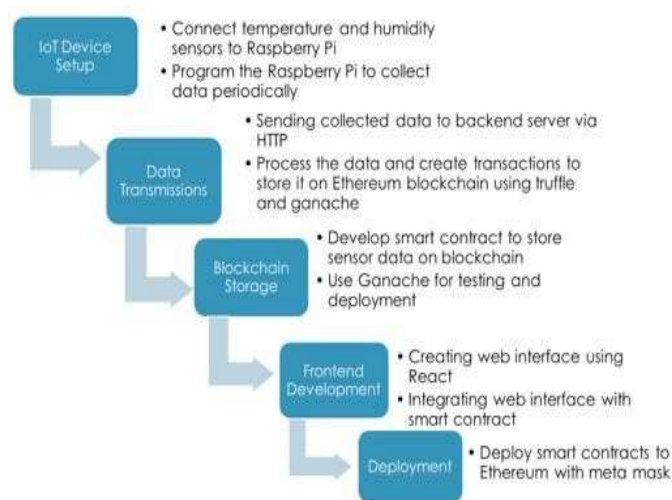 IoT Device
Setup
• Connect temperature and humidity
sensors to Raspberry Pi
• Program the Raspberry Pi to collect
data periodically
Data
Transmissions
• Sending collected data to backend server via
HTTP
• Process the data and create transactions to
store it on Ethereum blockchain using truffle
and ganache
Blockchain
Storage
• Develop smart contract to store
sensor data on blockchain
• Use Ganache for testing and
deployment
Frontend
Development
• Creating web interface using
React
• Integrating web interface with
smart contract
Deployment
• Deploy smart contracts to
Ethereum with meta mask